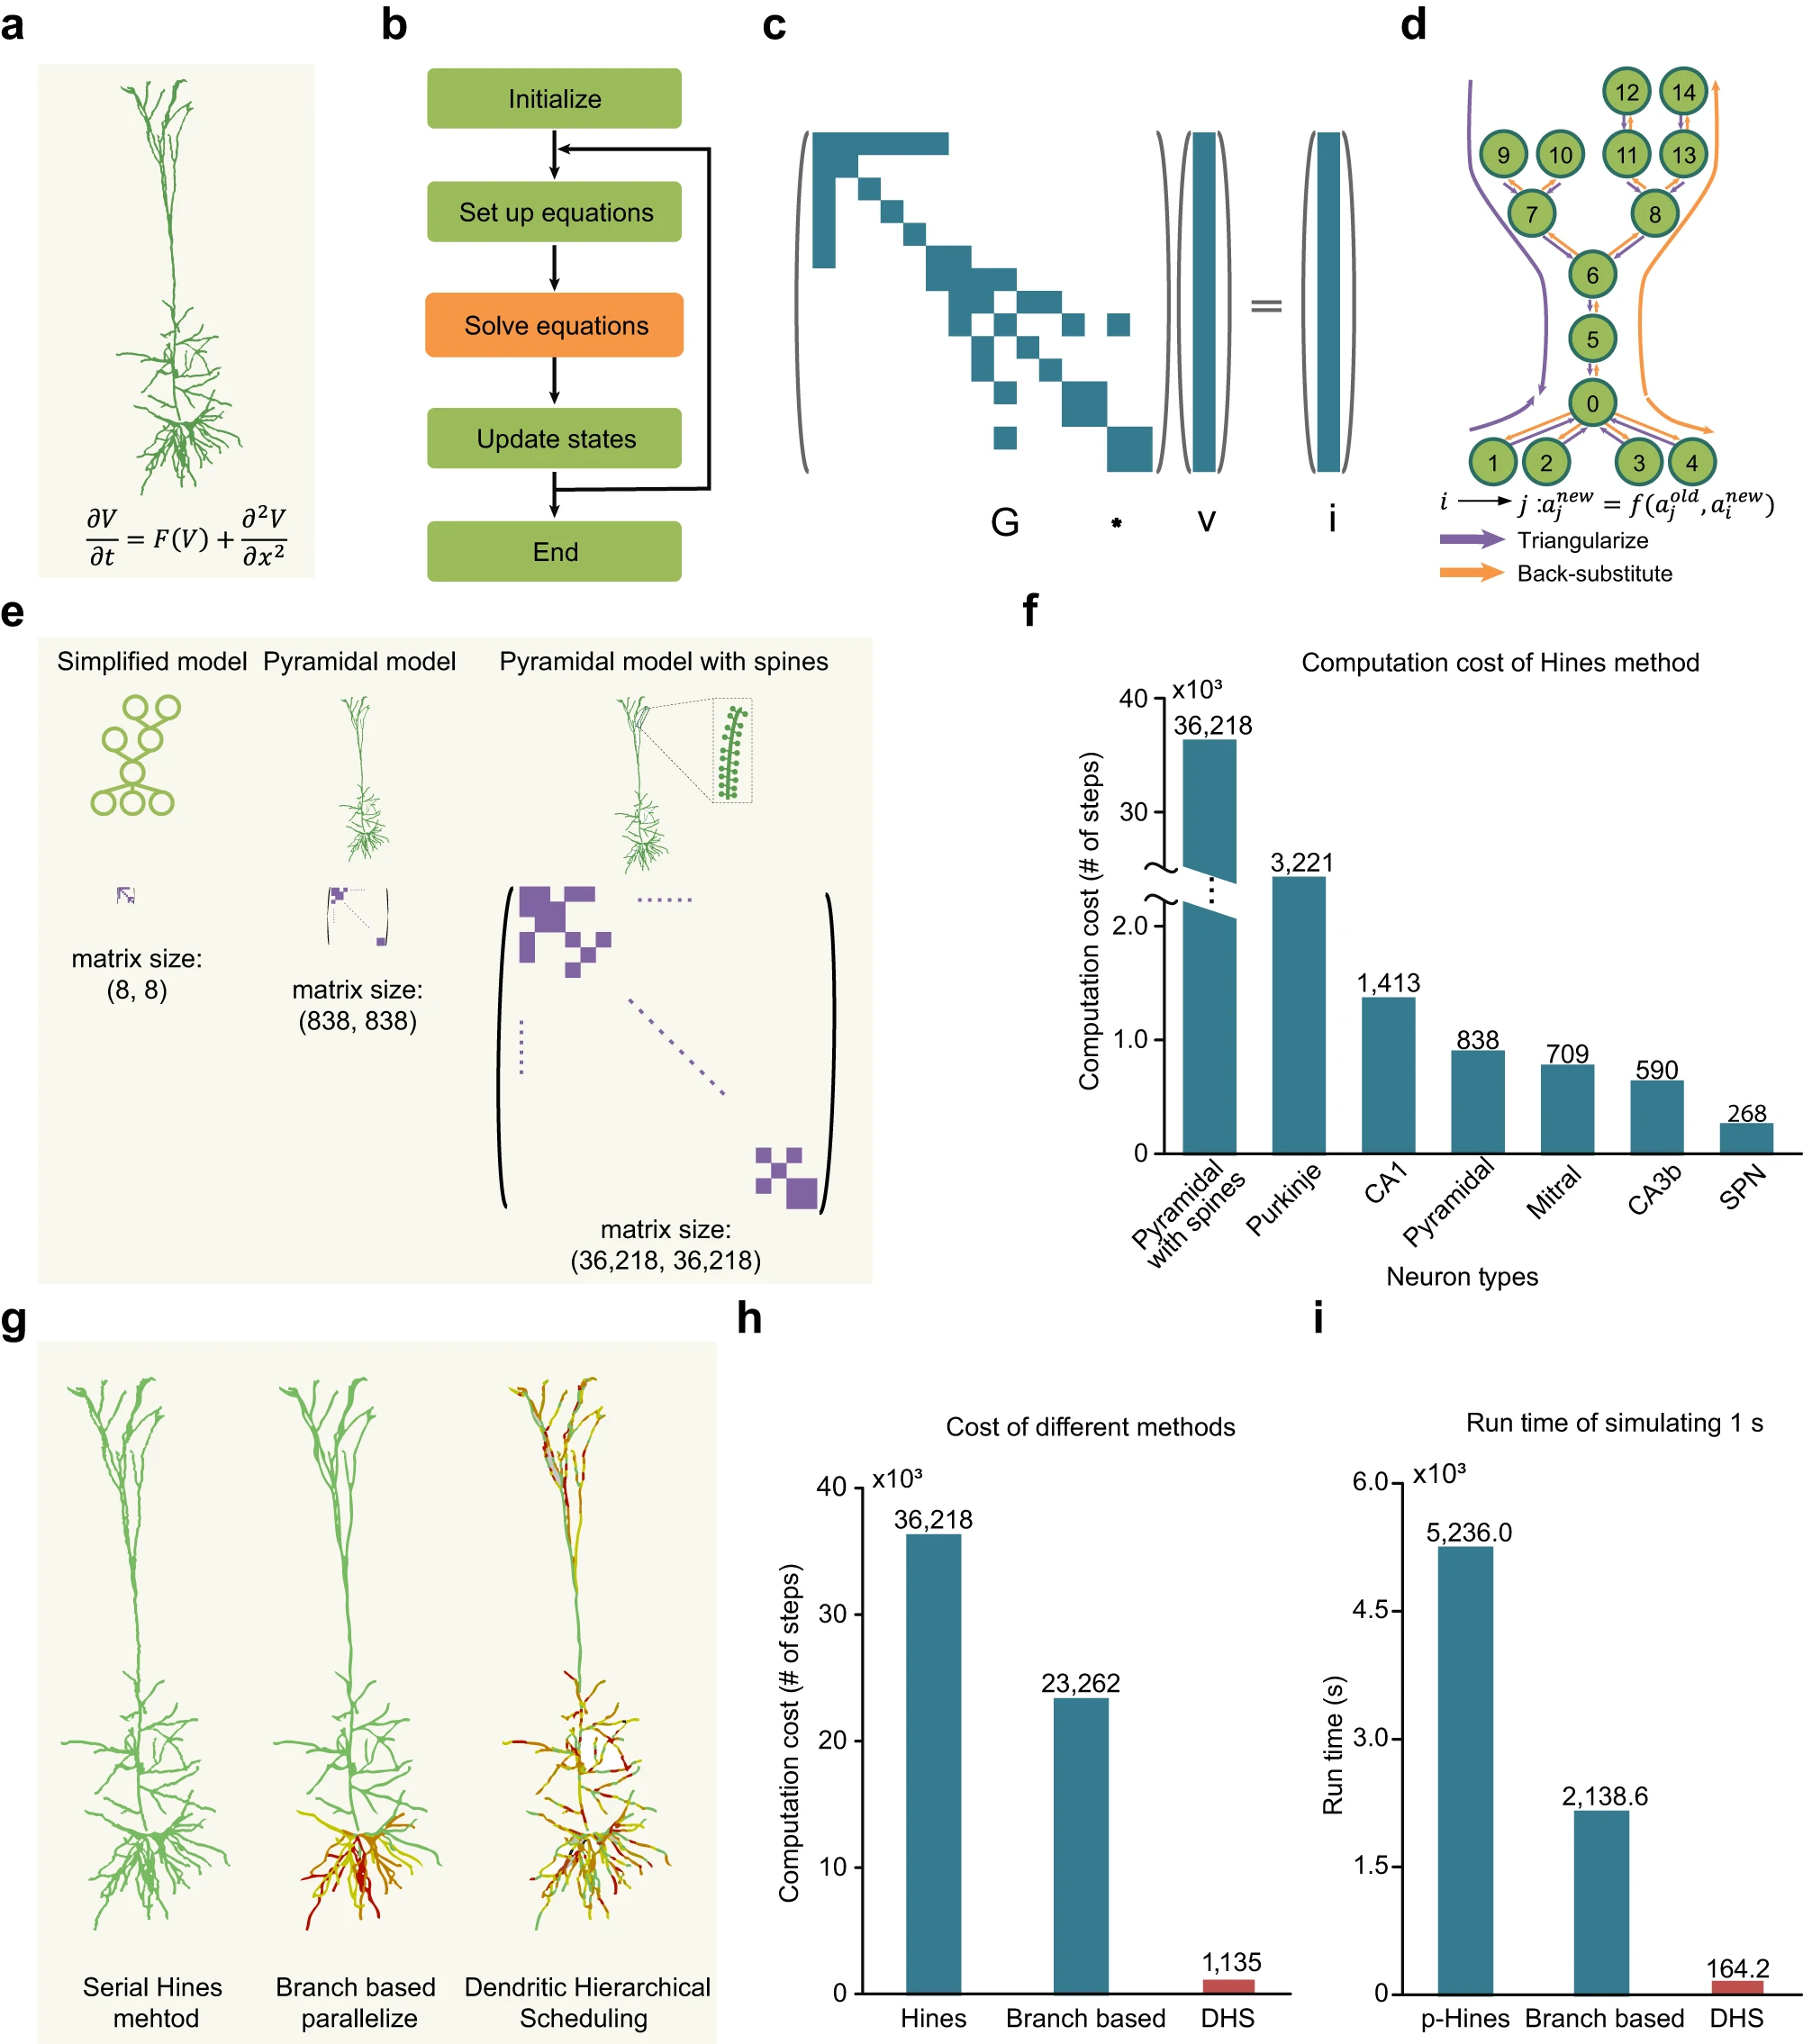 a
b
c
d
Initialize
Set up equations
Solve equations
Update states
End
∂V/∂t = F(V) + ∂²V/∂x²
G * v i
=
12 14
9 10 11 13
7 8
6
5
0
1 2 3 4
i ⟶ j :a_j^{new} = f(a_j^{old}, a_i^{new})
Triangularize
Back-substitute
e
Simplified model
Pyramidal model
Pyramidal model with spines
matrix size:
(8, 8)
matrix size:
(838, 838)
matrix size:
(36,218, 36,218)
f
Computation cost of Hines method
x10³
40
30
2.0
1.0
0
Computation cost (# of steps)
36,218
3,221
1,413
838
709
590
268
Pyramidal
with spines
Purkinje
CA1
Pyramidal
Mitral
CA3b
SPN
Neuron types
g
Serial Hines
mehtod
Branch based
parallelize
Dendritic Hierarchical
Scheduling
h
Cost of different methods
x10³
40
30
20
10
0
Computation cost (# of steps)
36,218
23,262
1,135
Hines
Branch based
DHS
i
Run time of simulating 1 s
x10³
6.0
4.5
3.0
1.5
0
Run time (s)
5,236.0
2,138.6
164.2
p-Hines
Branch based
DHS